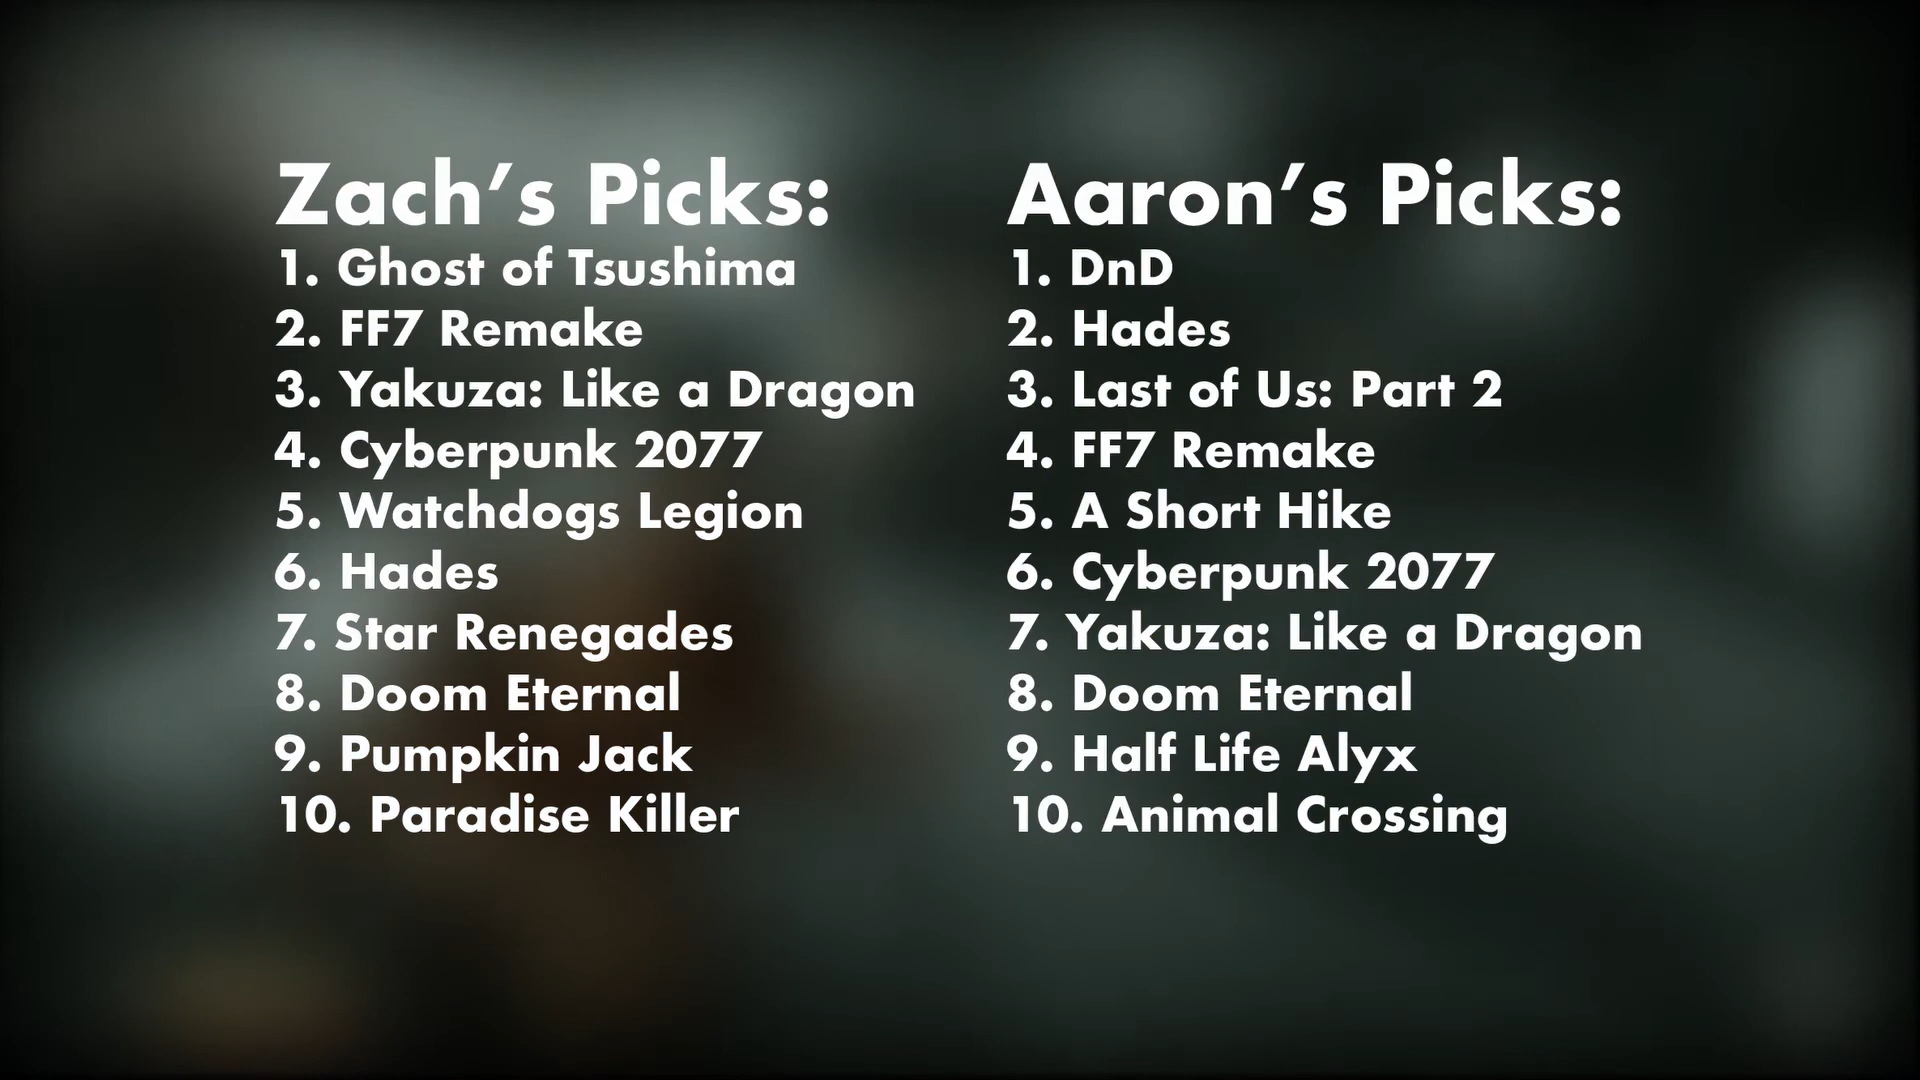 Zach’s Picks:
1. Ghost of Tsushima
2. FF7 Remake
3. Yakuza: Like a Dragon
4. Cyberpunk 2077
5. Watchdogs Legion
6. Hades
7. Star Renegades
8. Doom Eternal
9. Pumpkin Jack
10. Paradise Killer
Aaron’s Picks:
1. DnD
2. Hades
3. Last of Us: Part 2
4. FF7 Remake
5. A Short Hike
6. Cyberpunk 2077
7. Yakuza: Like a Dragon
8. Doom Eternal
9. Half Life Alyx
10. Animal Crossing